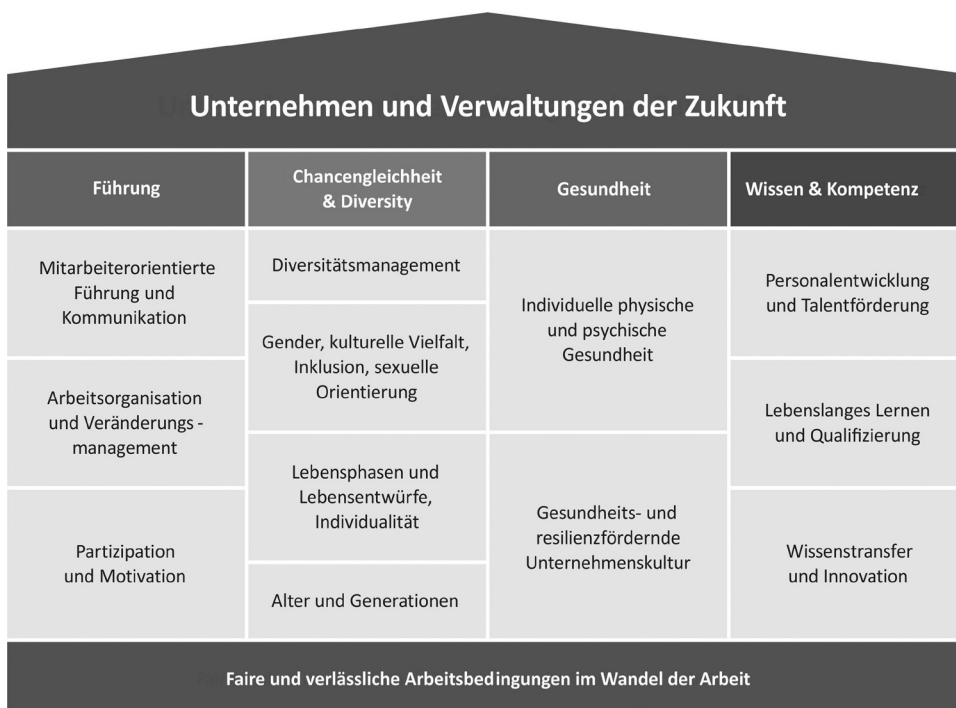 Unternehmen und Verwaltungen der Zukunft
Führung
Chancengleichheit
& Diversity
Gesundheit
Wissen & Kompetenz
Mitarbeiterorientierte
Führung und
Kommunikation
Arbeitsorganisation
und Veränderungs -
management
Partizipation
und Motivation
Diversitätsmanagement
Gender, kulturelle Vielfalt,
Inklusion, sexuelle
Orientierung
Lebensphasen und
Lebensentwürfe,
Individualität
Alter und Generationen
Individuelle physische
und psychische
Gesundheit
Gesundheits- und
resilienzfördernde
Unternehmenskultur
Personalentwicklung
und Talentförderung
Lebenslanges Lernen
und Qualifizierung
Wissenstransfer
und Innovation
Faire und verlässliche Arbeitsbedingungen im Wandel der Arbeit